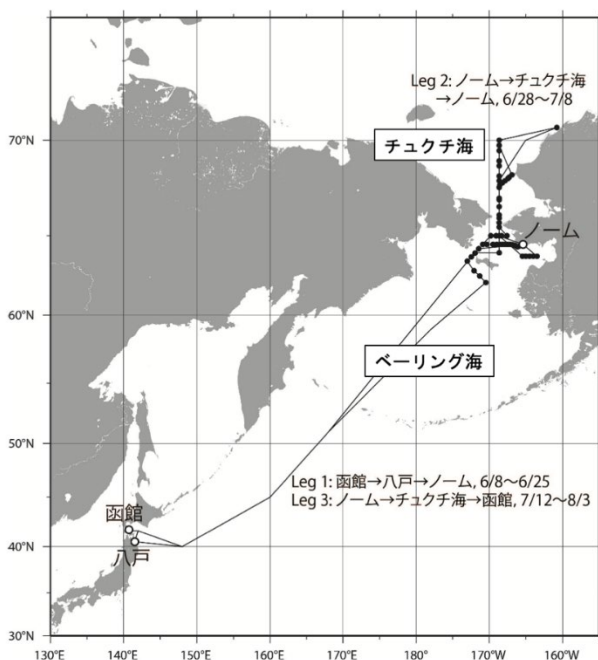 Leg 2: ノーム→チュクチ海
→ノーム, 6/28～7/8
70°N
チュクチ海
ノーム
60°N
ベーリング海
50°N
Leg 1: 函館→八戸→ノーム, 6/8～6/25
Leg 3: ノーム→チュクチ海→函館, 7/12～8/3
函館
40°N
八戸
30°N
130°E
140°E
150°E
160°E
170°E
180°
170°W
160°W